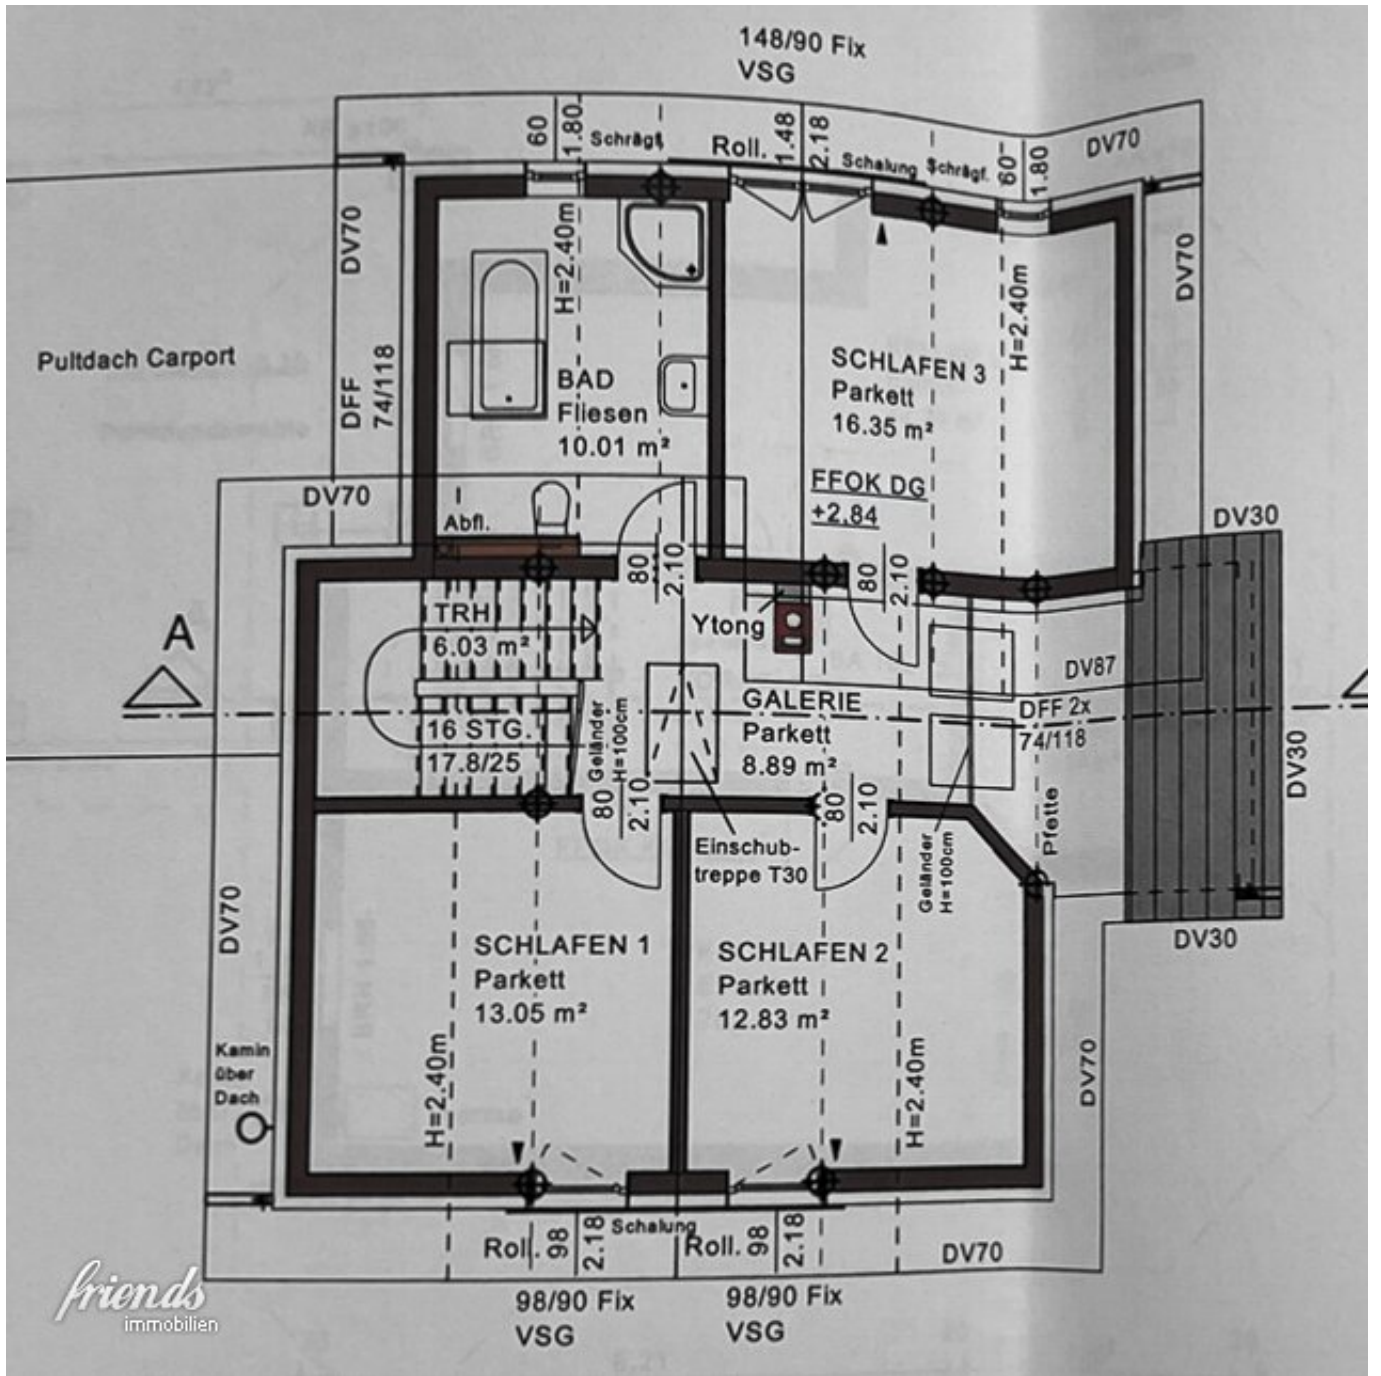 148/90 Fix
VSG
60
1.80
Schrägf.
Roll.
1.48
2.18
Schalung
Schrägf.
60
1.80
DV70
DV70
H=2.40m
H=2.40m
DV70
Pultdach Carport
DFF
74/118
SCHLAFEN 3
Parkett
16.35 m²
BAD
Fliesen
10.01 m²
FFOK DG
+2.84
DV70
Abfl.
DV30
80
2.10
80
2.10
TRH
6.03 m²
Ytong
A
DV87
GALERIE
Parkett
8.89 m²
DFF 2x
74/118
16 STG.
17.8/25
Geländer
H=100cm
DV30
80
2.10
80
2.10
Pfette
Einschub-
treppe T30
Geländer
H=100cm
DV70
SCHLAFEN 1
Parkett
13.05 m²
SCHLAFEN 2
Parkett
12.83 m²
DV30
Kamin
über
Dach
H=2.40m
H=2.40m
DV70
Roll.
98
2.18
Schalung
Roll.
98
2.18
DV70
98/90 Fix
VSG
98/90 Fix
VSG
friends
immobilien